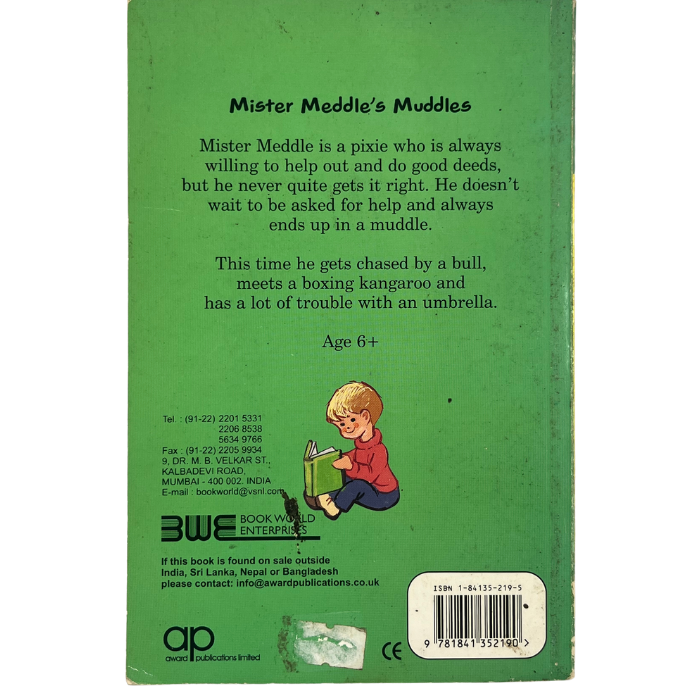 Mister Meddle's Muddles
Mister Meddle is a pixie who is always
willing to help out and do good deeds,
but he never quite gets it right. He doesn't
wait to be asked for help and always
ends up in a muddle.
This time he gets chased by a bull,
meets a boxing kangaroo and
has a lot of trouble with an umbrella.
Age 6+
Tel. : (91-22) 2201 5331
2206 8538
5634 9766
Fax : (91-22) 2205 9934
9, DR. M. B. VELKAR ST.,
KALBADEVI ROAD,
MUMBAI - 400 002. INDIA
E-mail : bookworld@vsnl.com
BWE BOOK WORLD
ENTERPRISES
If this book is found on sale outside
India, Sri Lanka, Nepal or Bangladesh
please contact: info@awardpublications.co.uk
ap
award publications limited
CE
ISBN 1-84135-219-5
9 781841 352190 >